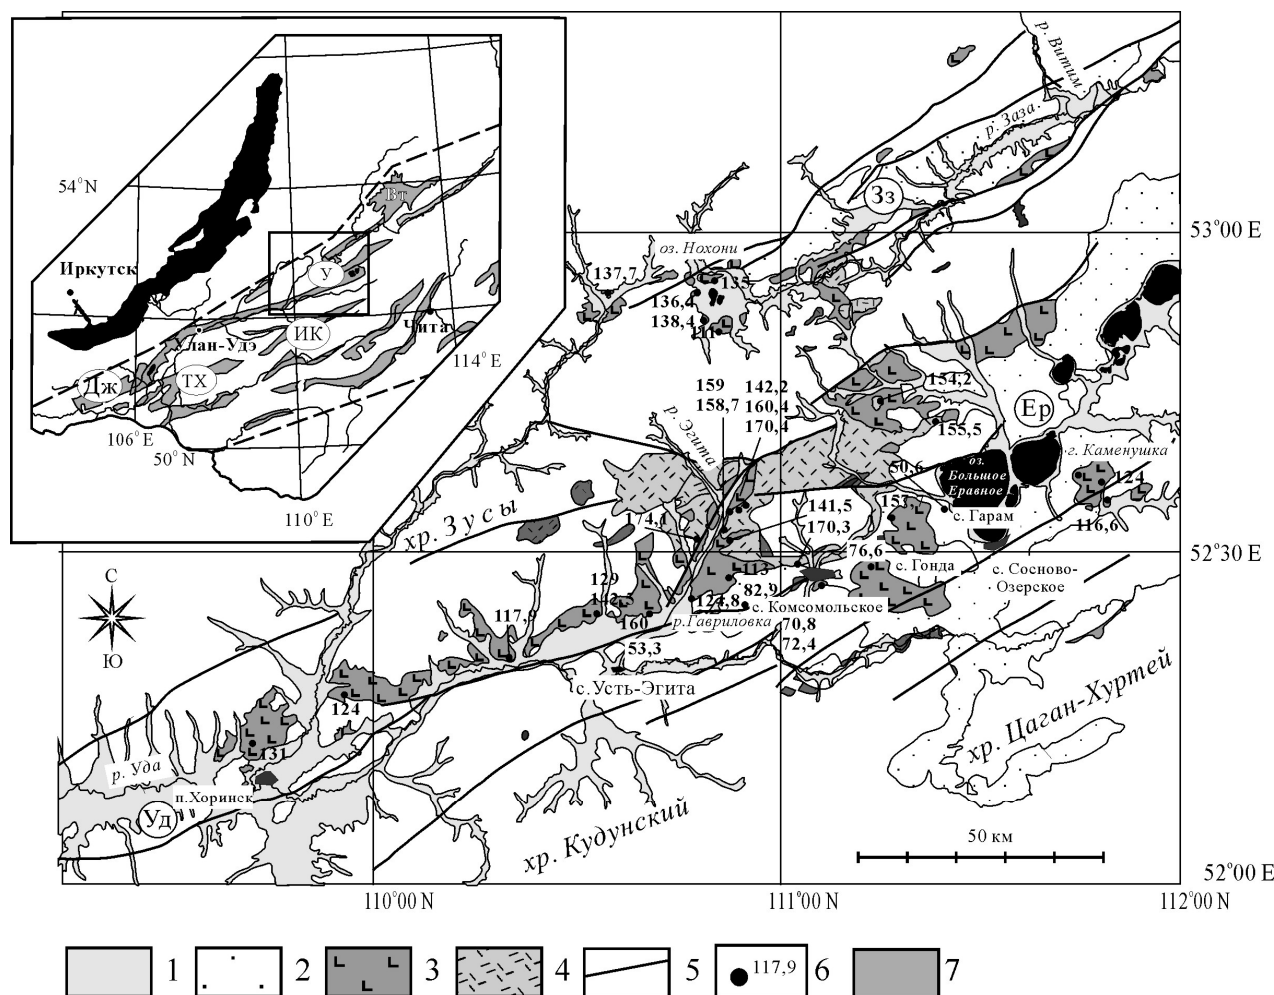 54° N
Иркутск
Улан-Удэ
Чита
Вт
У
ИК
ТХ
Дж
114° E
106° E
50° N
110° E
р. Витим
р. Заза.
Зз
53°00 E
оз. Нохони
137,7
135
136,4
138,4
111
159
158,7
142,2
160,4
170,4
154,2
155,5
Ер
р. Эгита
г. Каменушка
50,6
оз.
Большое
Еравное
124
153,7
116,6
с. Гарам
хр. Зусы
174,1
141,5
170,3
52°30 E
76,6
с. Гонда
с. Сосново-
Озерское
113
82,9
129
142,5
124,8
с. Комсомольское
117,9
160
р.Гавриловка
70,8
72,4
53,3
С
Ю
с. Усть-Эгита
124
131
хр. Цаган-Хуртей
р. Уда
п.Хоринск
Уд
хр. Кудунский
50 км
52°00 E
110°00 N
111°00 N
112°00 N
1
2
3
4
5
117,9
6
7